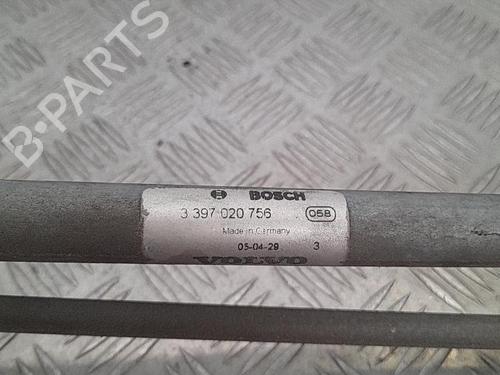 B-PARTS
BOSCH
3 397 020 756 058
Made in Germany
05-04-29 3
VOLVO